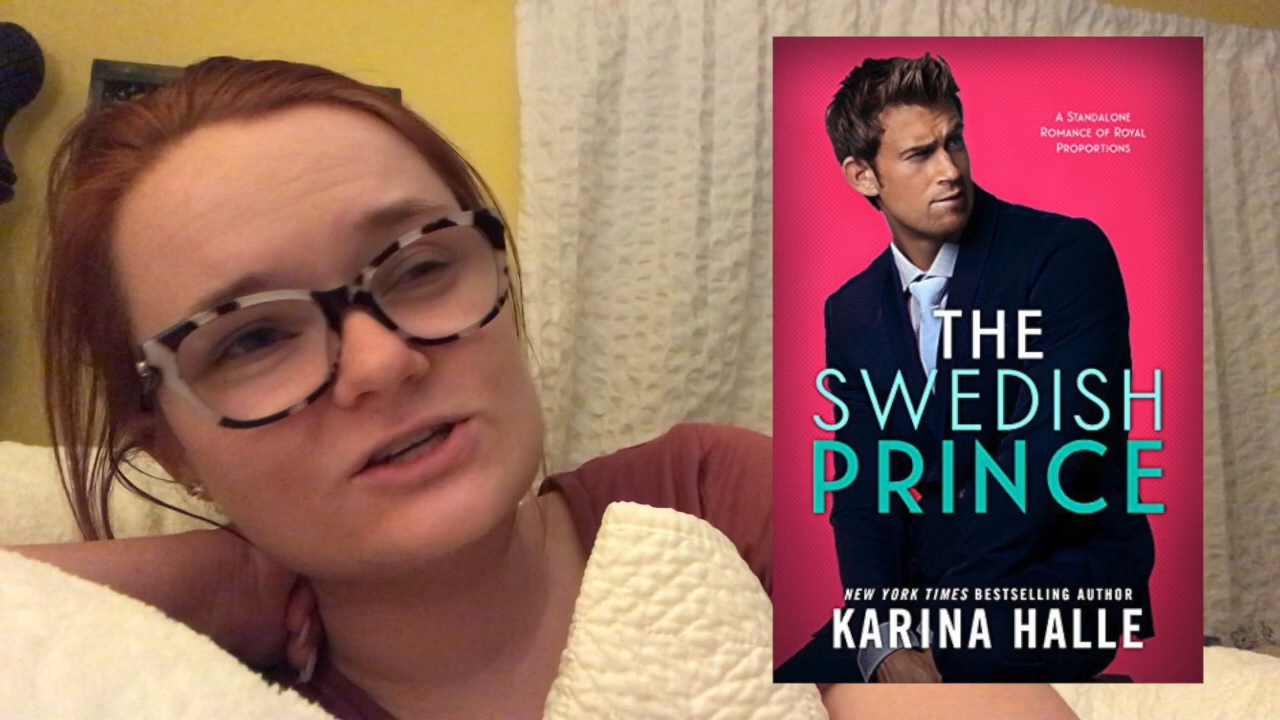 A STANDALONE
ROMANCE OF ROYAL
PROPORTIONS
THE
SWEDISH
PRINCE
NEW YORK TIMES BESTSELLING AUTHOR
KARINA HALLE